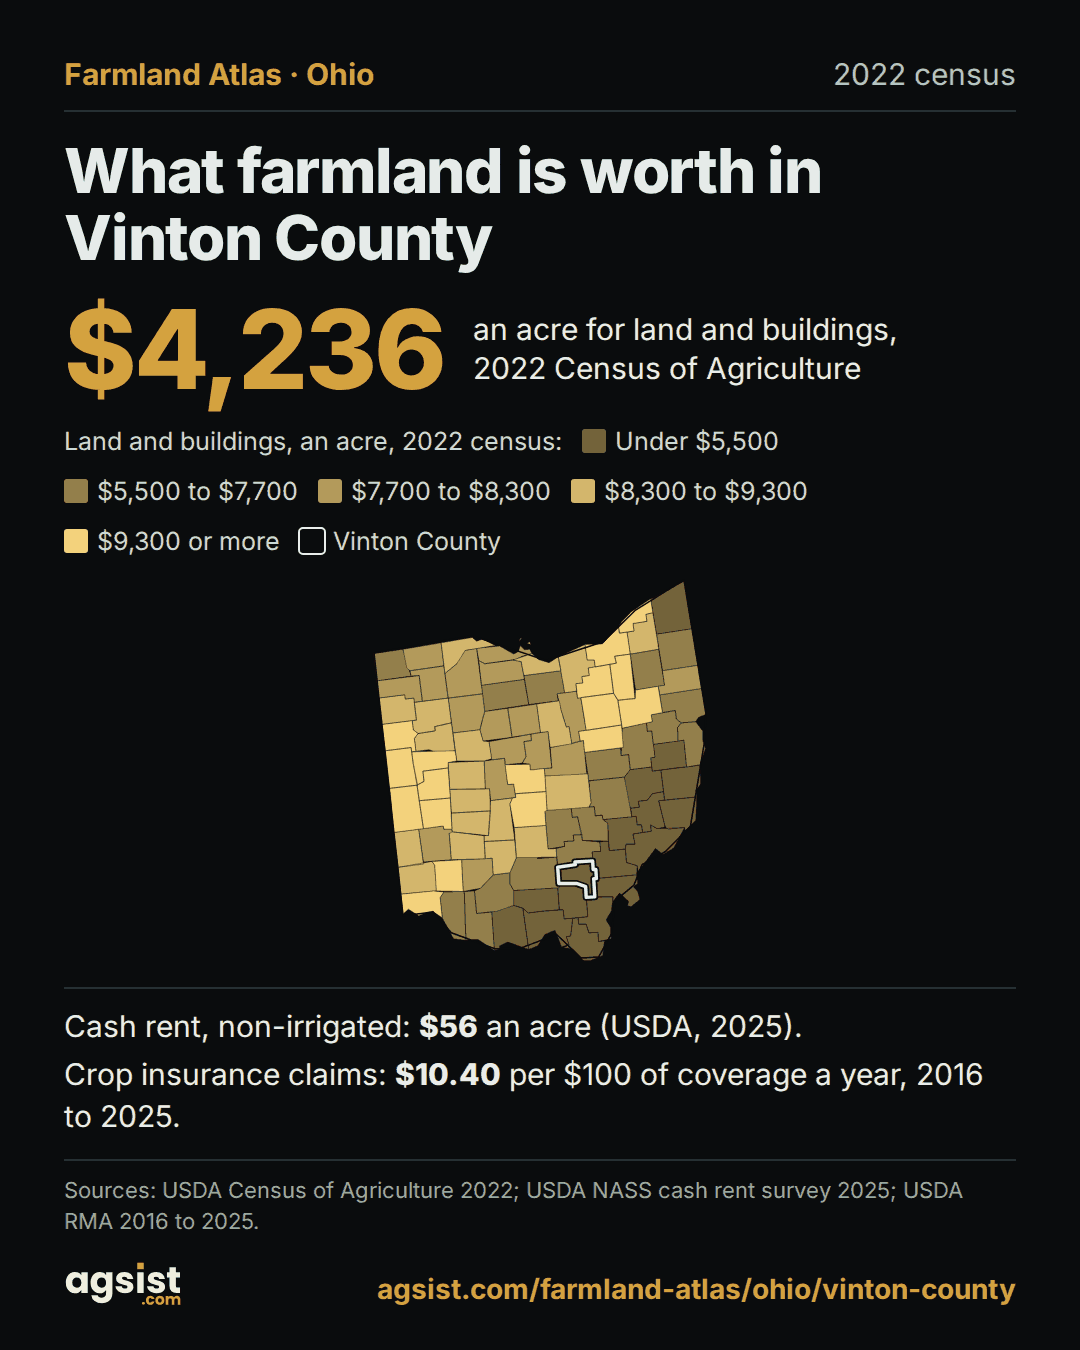 Farmland Atlas · Ohio
2022 census
What farmland is worth in
Vinton County
$4,236
an acre for land and buildings,
2022 Census of Agriculture
Land and buildings, an acre, 2022 census: Under $5,500
$5,500 to $7,700 $7,700 to $8,300 $8,300 to $9,300
$9,300 or more Vinton County
Cash rent, non-irrigated: $56 an acre (USDA, 2025).
Crop insurance claims: $10.40 per $100 of coverage a year, 2016
to 2025.
Sources: USDA Census of Agriculture 2022; USDA NASS cash rent survey 2025; USDA
RMA 2016 to 2025.
agsist
.com
agsist.com/farmland-atlas/ohio/vinton-county